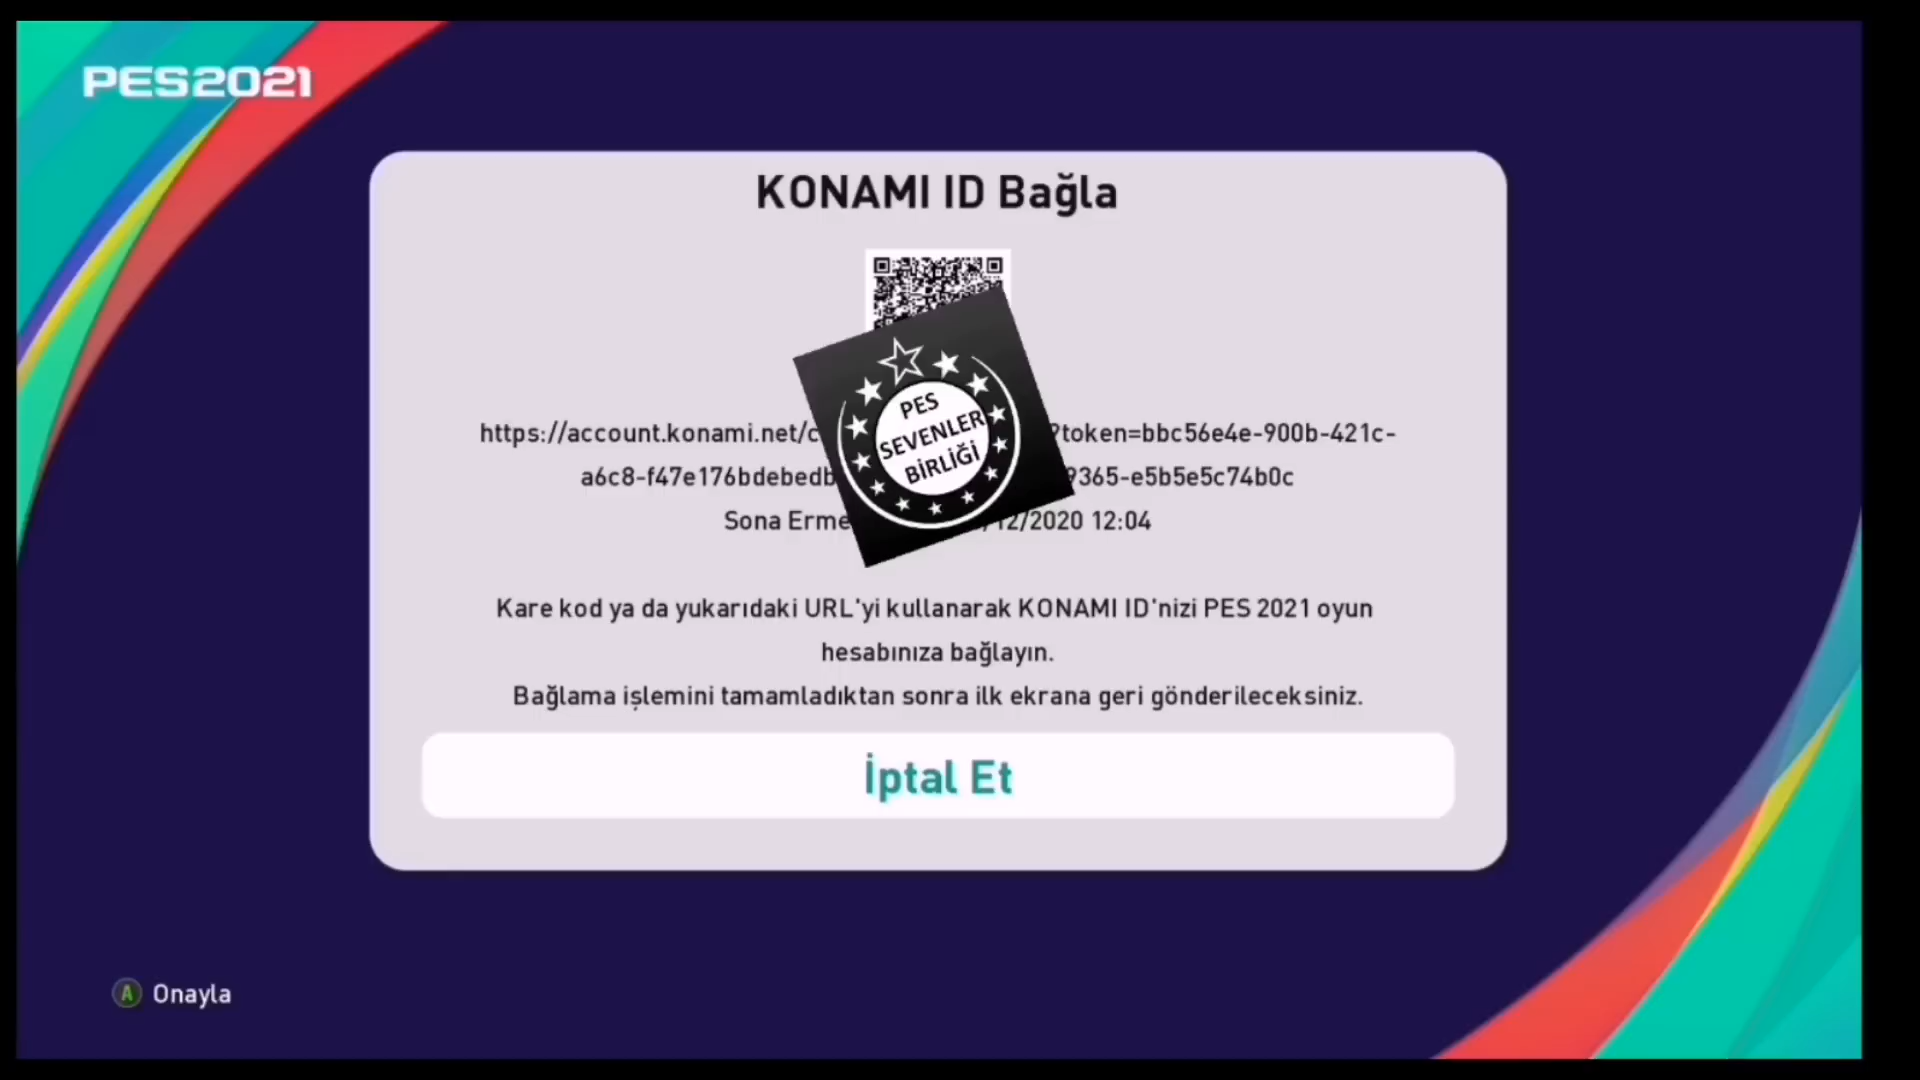 PES2021
KONAMI ID Bağla
https://account.konami.net/c ?token=bbc56e4e-900b-421c-
a6c8-f47e176bdebedb 9365-e5b5e5c74b0c
Sona Erme /12/2020 12:04
PES
SEVENLER
BİRLİĞİ
Kare kod ya da yukarıdaki URL'yi kullanarak KONAMI ID'nizi PES 2021 oyun
hesabınıza bağlayın.
Bağlama işlemini tamamladıktan sonra ilk ekrana geri gönderileceksiniz.
İptal Et
A Onayla